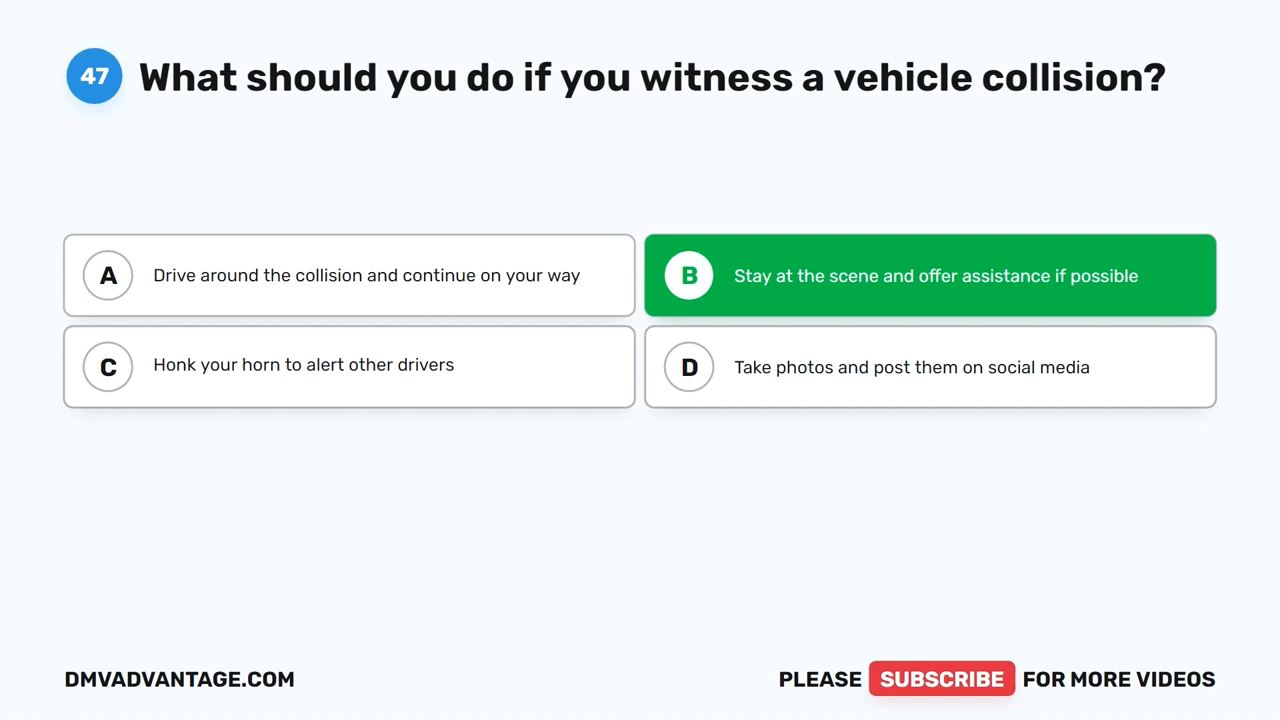 47 What should you do if you witness a vehicle collision?
A Drive around the collision and continue on your way
B Stay at the scene and offer assistance if possible
C Honk your horn to alert other drivers
D Take photos and post them on social media
DMVADVANTAGE.COM
PLEASE SUBSCRIBE FOR MORE VIDEOS